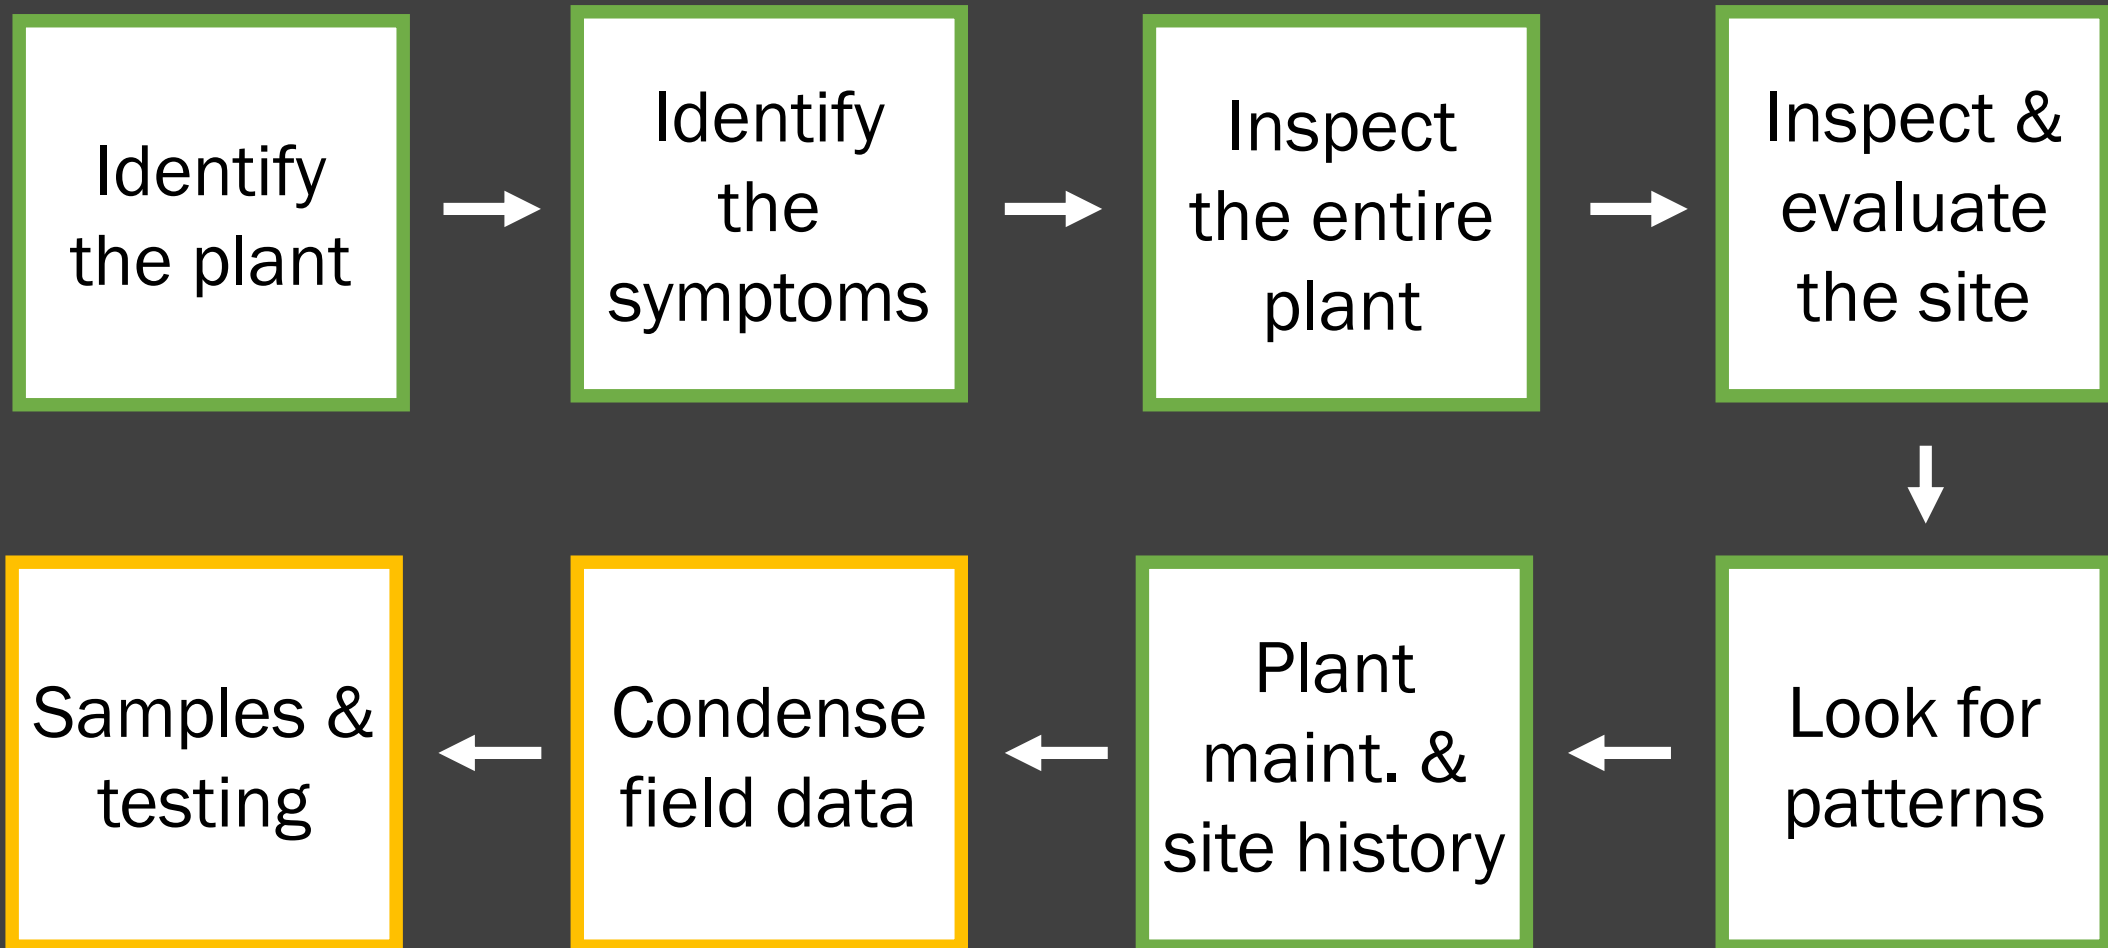 Identify
the plant
Identify
the
symptoms
Inspect
the entire
plant
Inspect &
evaluate
the site
Look for
patterns
Plant
maint. &
site history
Condense
field data
Samples &
testing